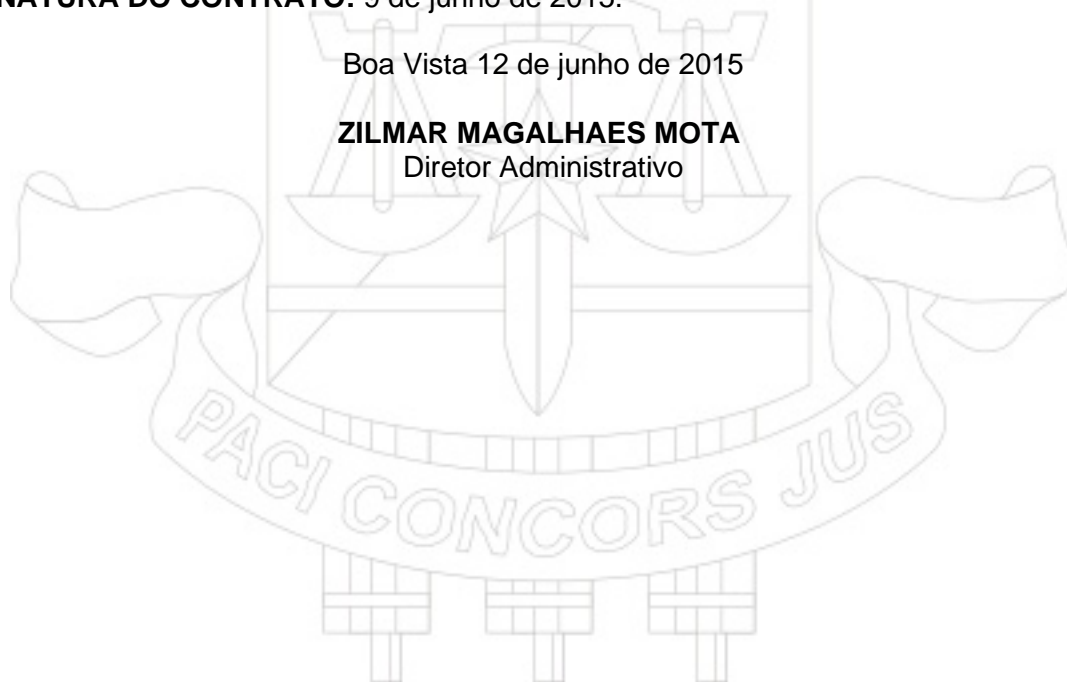 NATURA DO CONTRATO: 9 de junho de 2015.
Boa Vista 12 de junho de 2015
ZILMAR MAGALHAES MOTA
Diretor Administrativo
PACI CONCORS JUS